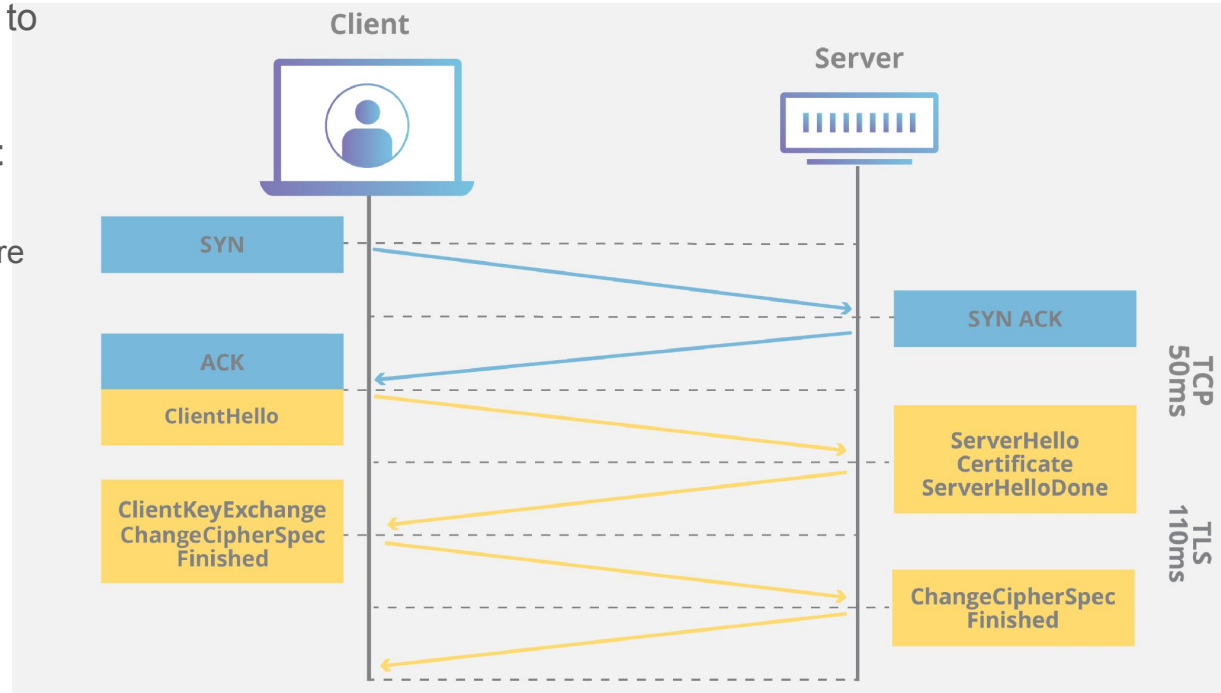 to
re
Client
Server
SYN
SYN ACK
ACK
ClientHello
TCP
50ms
ServerHello
Certificate
ServerHelloDone
ClientKeyExchange
ChangeCipherSpec
Finished
TLS
110ms
ChangeCipherSpec
Finished